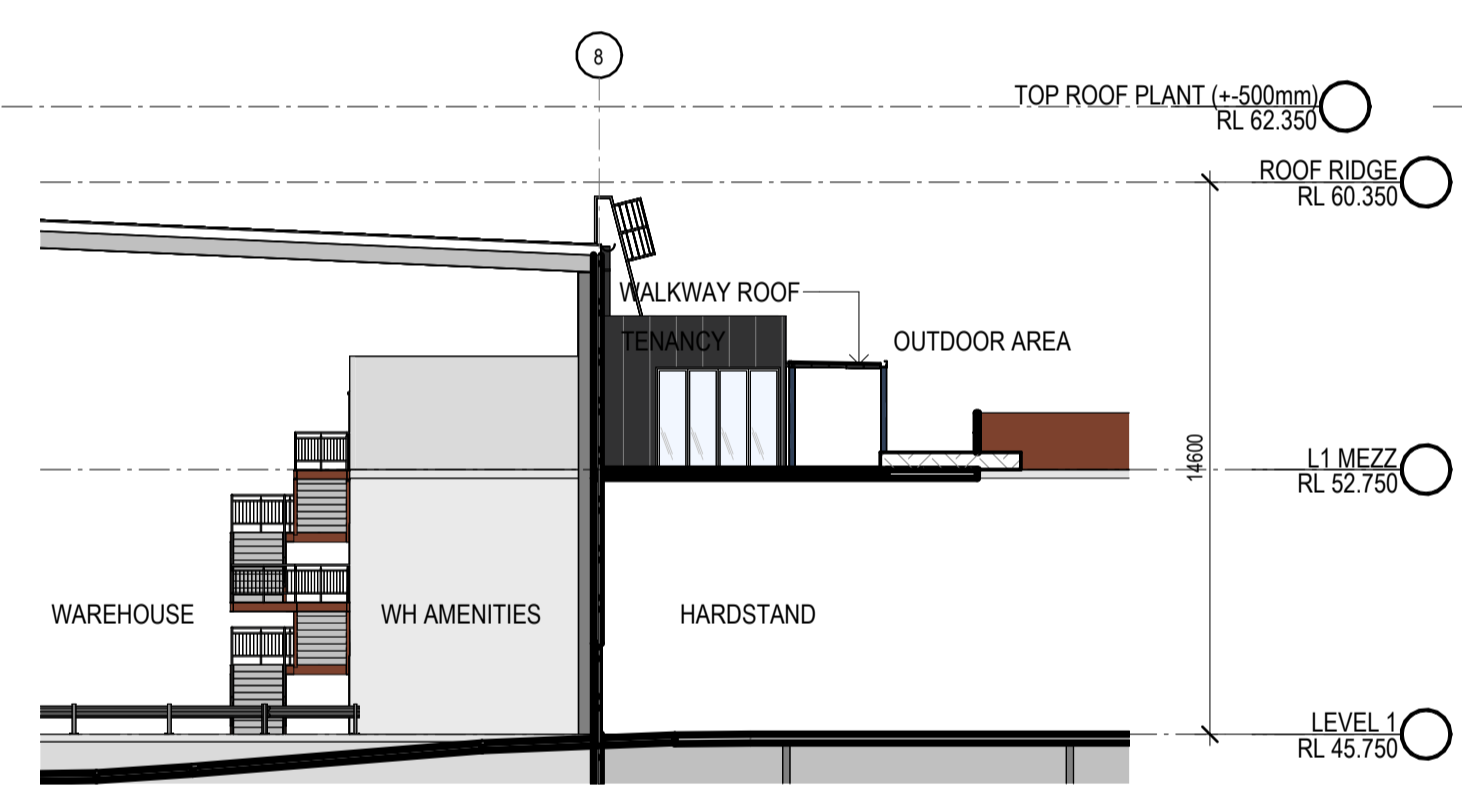 8
TOP ROOF PLANT (+-500mm)
RL 62.350
ROOF RIDGE
RL 60.350
WALKWAY ROOF
TENANCY
OUTDOOR AREA
14600
L1 MEZZ
RL 52.750
WAREHOUSE
WH AMENITIES
HARDSTAND
LEVEL 1
RL 45.750